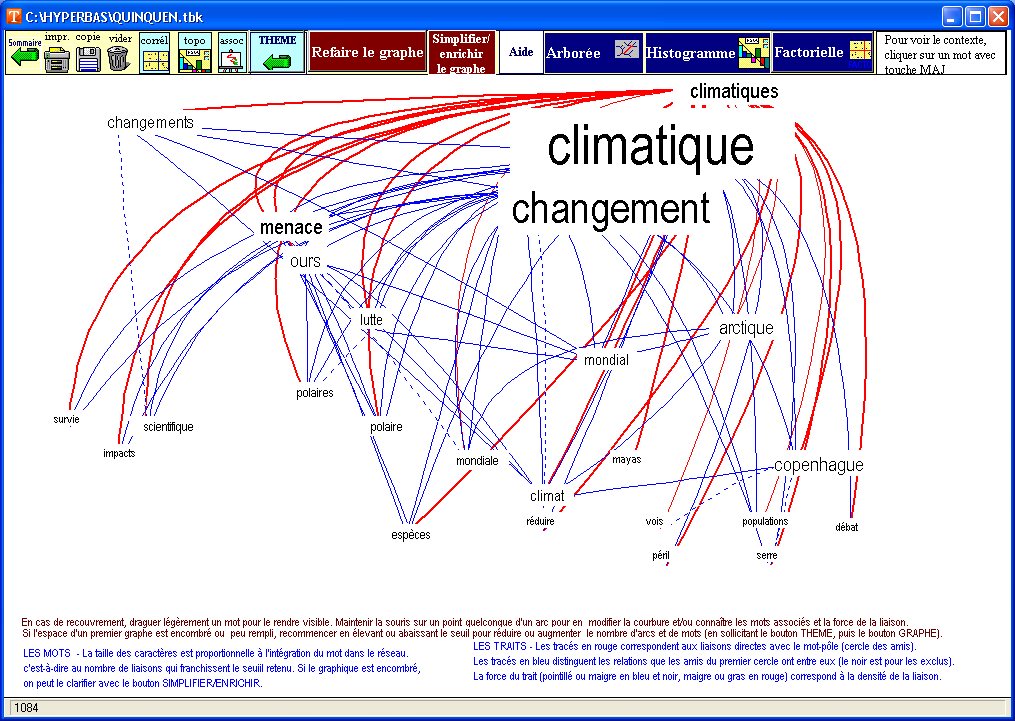 C:\HYPERBAS\QUINQUEN.tbk
Sommaire
impr.
copie
vider
corrél
topo
assoc
THEME
Refaire le graphe
Simplifier/
enrichir
le graphe
Aide
Arborée
Histogramme
Factorielle
Pour voir le contexte,
cliquer sur un mot avec
touche MAJ
climatiques
changements
climatique
changement
menace
ours
lutte
arctique
mondial
polaires
survie
scientifique
polaire
impacts
mondiale
mayas
copenhague
climat
réduire
vois
populations
débat
espèces
péril
serre
En cas de recouvrement, draguer légèrement un mot pour le rendre visible. Maintenir la souris sur un point quelconque d'un arc pour en  modifier la courbure et/ou connaître les mots associés et la force de la liaison.
Si l'espace d'un premier graphe est encombré ou  peu rempli, recommencer en élevant ou abaissant le seuil pour réduire ou augmenter  le nombre d'arcs et de mots (en sollicitant le bouton THEME, puis le bouton GRAPHE).
LES MOTS  - La taille des caractères est proportionnelle à l'intégration du mot dans le réseau.
c'est-à-dire au nombre de liaisons qui franchissent le seuil retenu. Si le graphique est encombré,
on peut le clarifier avec le bouton SIMPLIFIER/ENRICHIR.
LES TRAITS - Les tracés en rouge correspondent aux liaisons directes avec le mot-pôle (cercle des amis).
Les tracés en bleu distinguent les relations que les amis du premier cercle ont entre eux (le noir est pour les exclus).
La force du trait (pointillé ou maigre en bleu et noir, maigre ou gras en rouge) correspond à la densité de la liaison.
1084